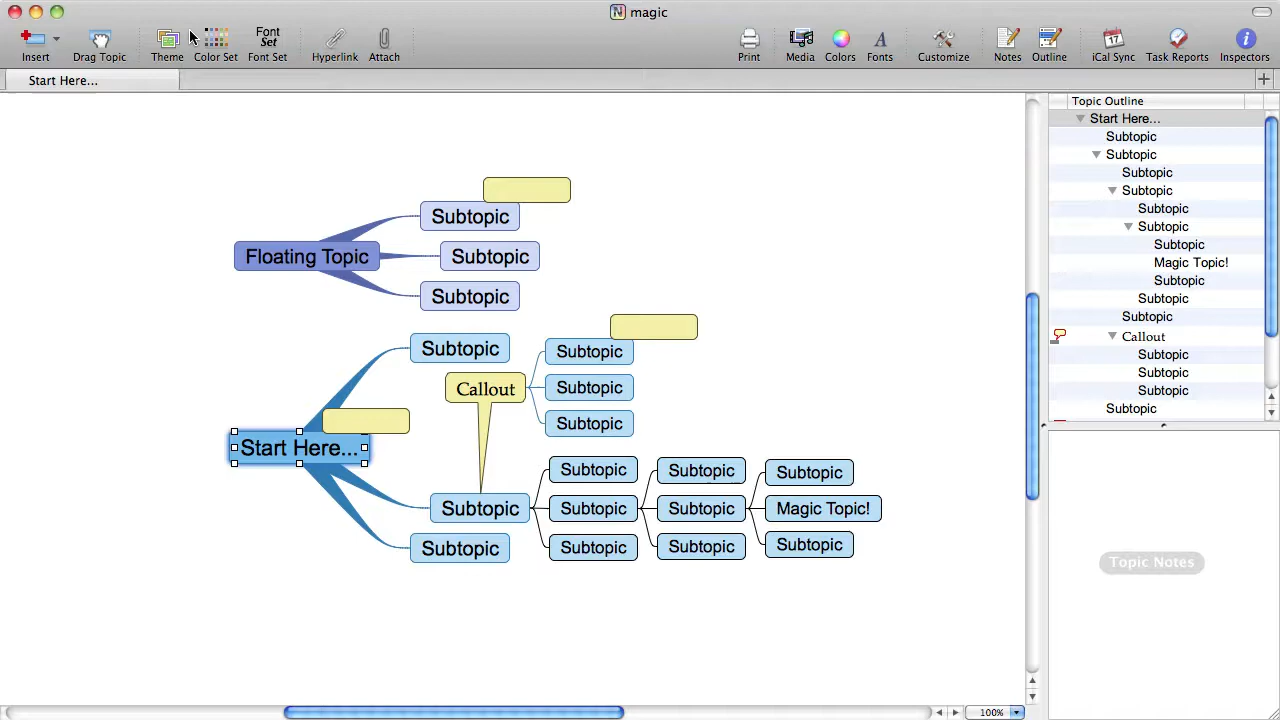 magic
Insert
Drag Topic
Theme
Color Set
Font
Set
Font Set
Hyperlink
Attach
Print
Media
Colors
Fonts
Customize
Notes
Outline
17
iCal Sync
Task Reports
Inspectors
Start Here...
Floating Topic
Subtopic
Subtopic
Subtopic
Start Here...
Subtopic
Callout
Subtopic
Subtopic
Subtopic
Subtopic
Subtopic
Subtopic
Subtopic
Subtopic
Subtopic
Subtopic
Subtopic
Subtopic
Magic Topic!
Subtopic
Subtopic
Topic Outline
Start Here...
Subtopic
Subtopic
Subtopic
Subtopic
Subtopic
Subtopic
Subtopic
Magic Topic!
Subtopic
Subtopic
Subtopic
Callout
Subtopic
Subtopic
Subtopic
Subtopic
Topic Notes
100%